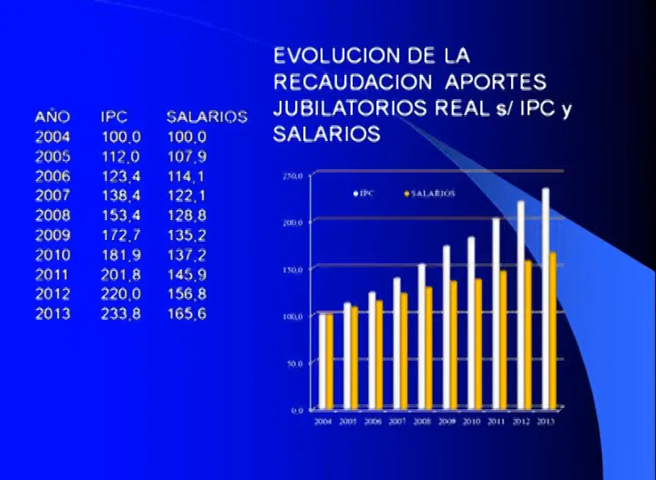 EVOLUCION DE LA
RECAUDACION APORTES
JUBILATORIOS REAL s/ IPC y
SALARIOS
AÑO IPC SALARIOS
2004 100,0 100,0
2005 112,0 107,9
2006 123,4 114,1
2007 138,4 122,1
2008 153,4 128,8
2009 172,7 135,2
2010 181,9 137,2
2011 201,8 145,9
2012 220,0 156,8
2013 233,8 165,6
250,0
IPC SALARIOS
200,0
150,0
100,0
50,0
0,0
2004 2005 2006 2007 2008 2009 2010 2011 2012 2013